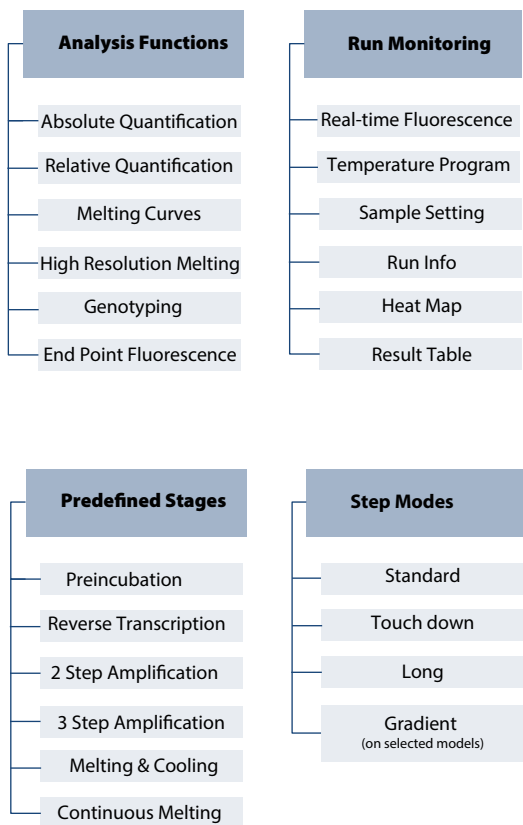 Analysis Functions
Absolute Quantification
Relative Quantification
Melting Curves
High Resolution Melting
Genotyping
End Point Fluorescence
Run Monitoring
Real-time Fluorescence
Temperature Program
Sample Setting
Run Info
Heat Map
Result Table
Predefined Stages
Preincubation
Reverse Transcription
2 Step Amplification
3 Step Amplification
Melting & Cooling
Continuous Melting
Step Modes
Standard
Touch down
Long
Gradient
(on selected models)